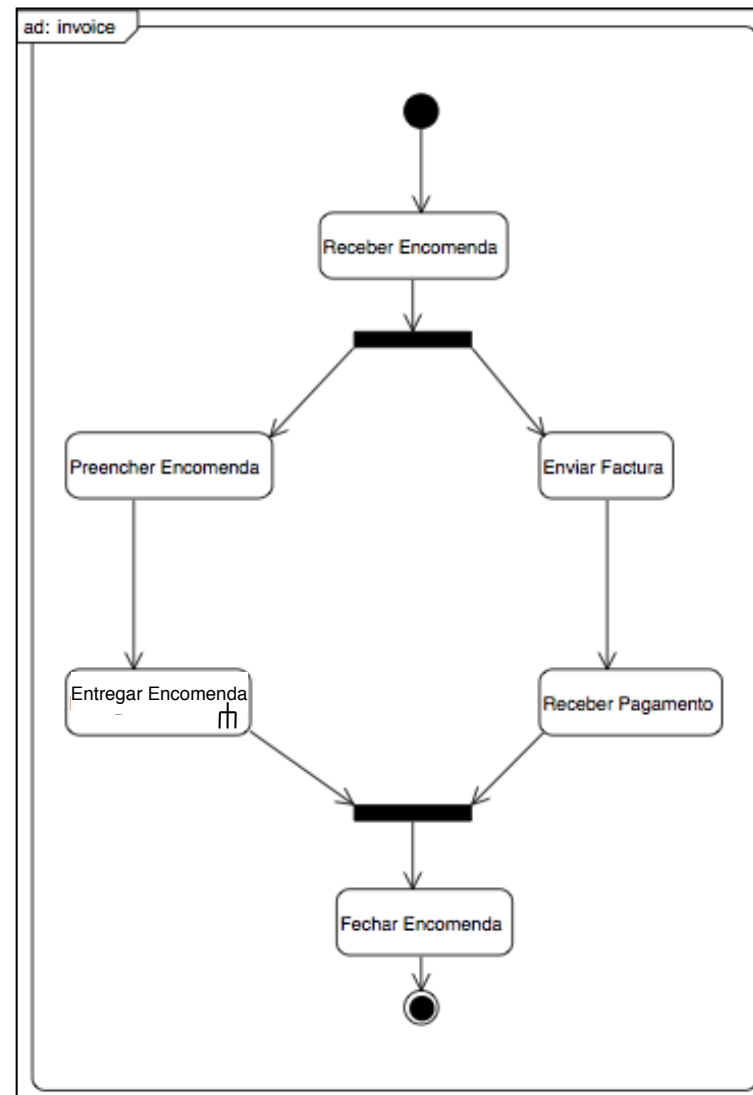 ad: invoice
Receber Encomenda
Preencher Encomenda
Enviar Factura
Entregar Encomenda
Receber Pagamento
Fechar Encomenda